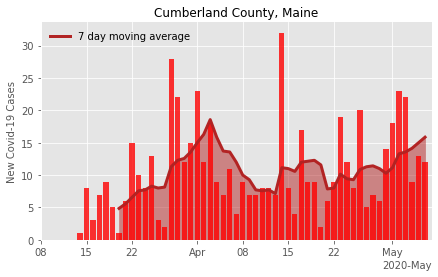 Cumberland County, Maine
7 day moving average
New Covid-19 Cases
30
25
20
15
10
5
0
08 15 22 Apr 08 15 22 May
2020-May